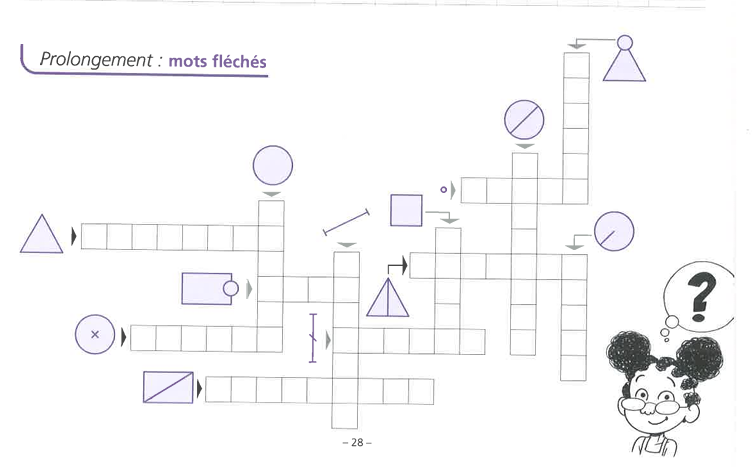 Prolongement : mots fléchés
?
– 28 –